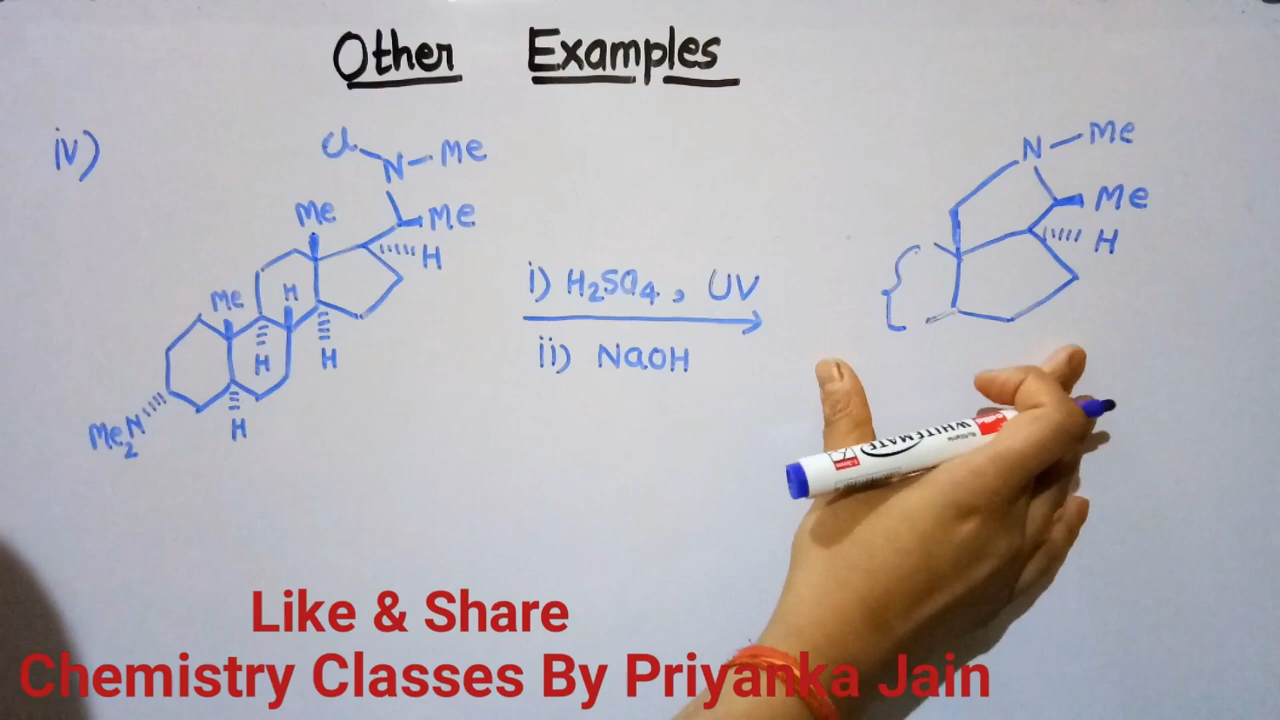 Other Examples
iv)
Cl
N - Me
Me
Me
H
Me
H
H
H
H
Me2N
i) H2SO4, UV
ii) NaOH
N - Me
Me
H
WHITEMATE
Like & Share
Chemistry Classes By Priyanka Jain